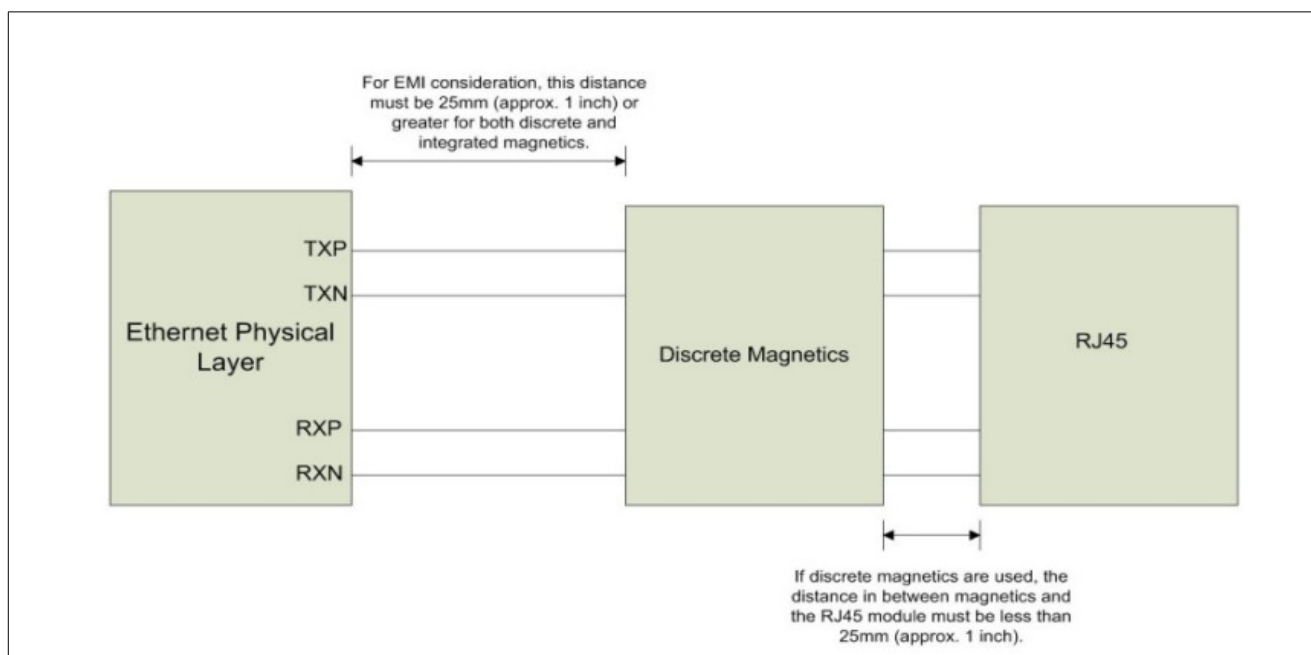 For EMI consideration, this distance
must be 25mm (approx. 1 inch) or
greater for both discrete and
integrated magnetics.
TXP
TXN
Ethernet Physical
Layer
RXP
RXN
Discrete Magnetics
RJ45
If discrete magnetics are used, the
distance in between magnetics and
the RJ45 module must be less than
25mm (approx. 1 inch).